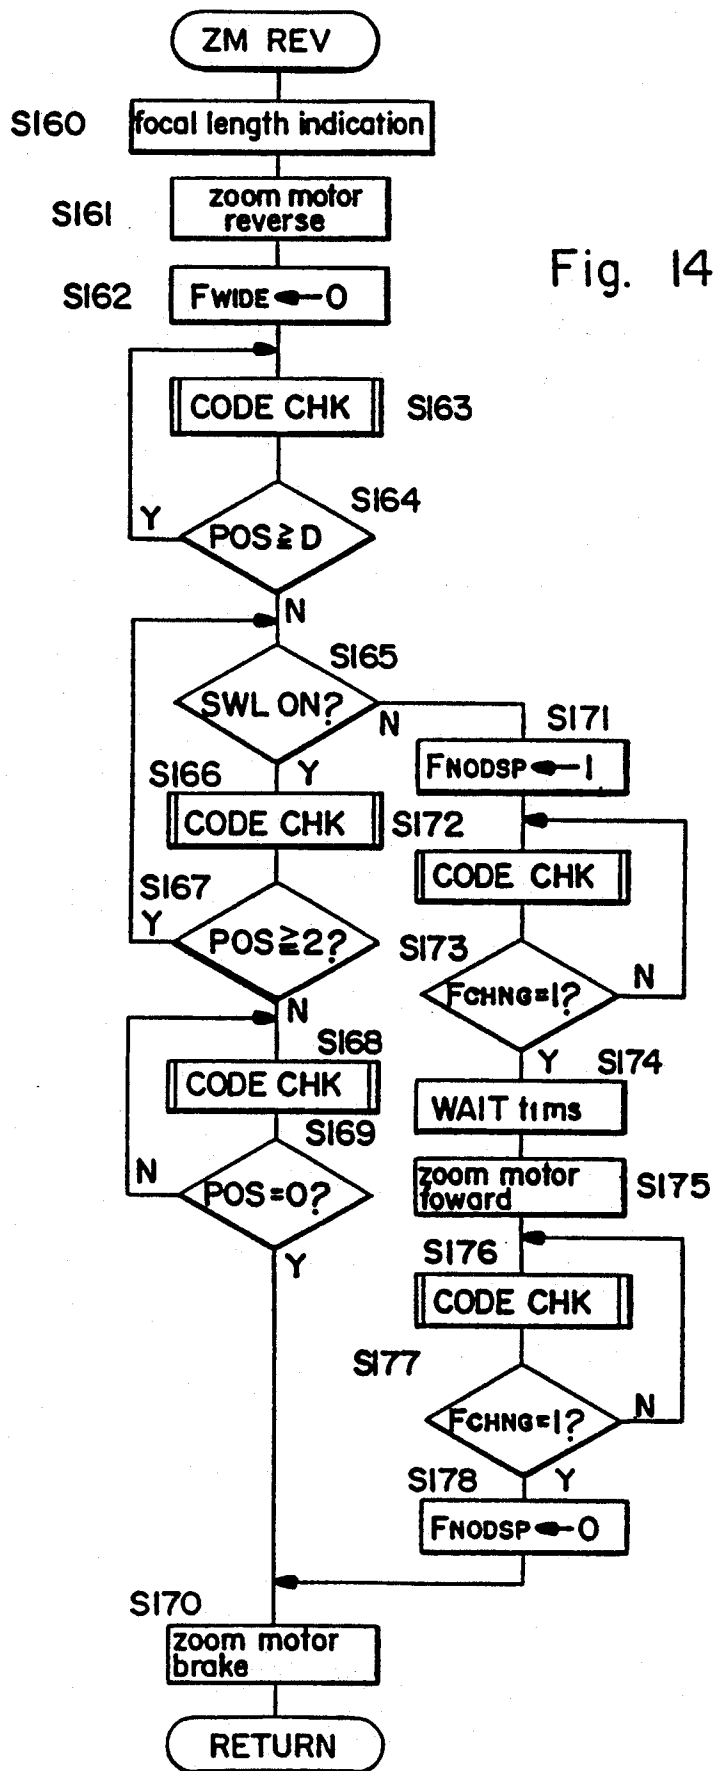 ZM REV
S160 focal length indication
S161 zoom motor
reverse
Fig. 14
S162 FWIDE ← 0
CODE CHK S163
S164
Y POS ≧ D
N
S165
SWL ON? N
S171
S166 Y
FNODSP ← 1
CODE CHK S172
CODE CHK
S167
Y POS ≧ 2? S173
N
FCHNG = 1? N
S168
CODE CHK
Y S174
WAIT t1ms
S169
N POS = 0?
zoom motor
foward S175
Y
S176
CODE CHK
S177
FCHNG = 1? N
S178 Y
FNODSP ← 0
S170
zoom motor
brake
RETURN